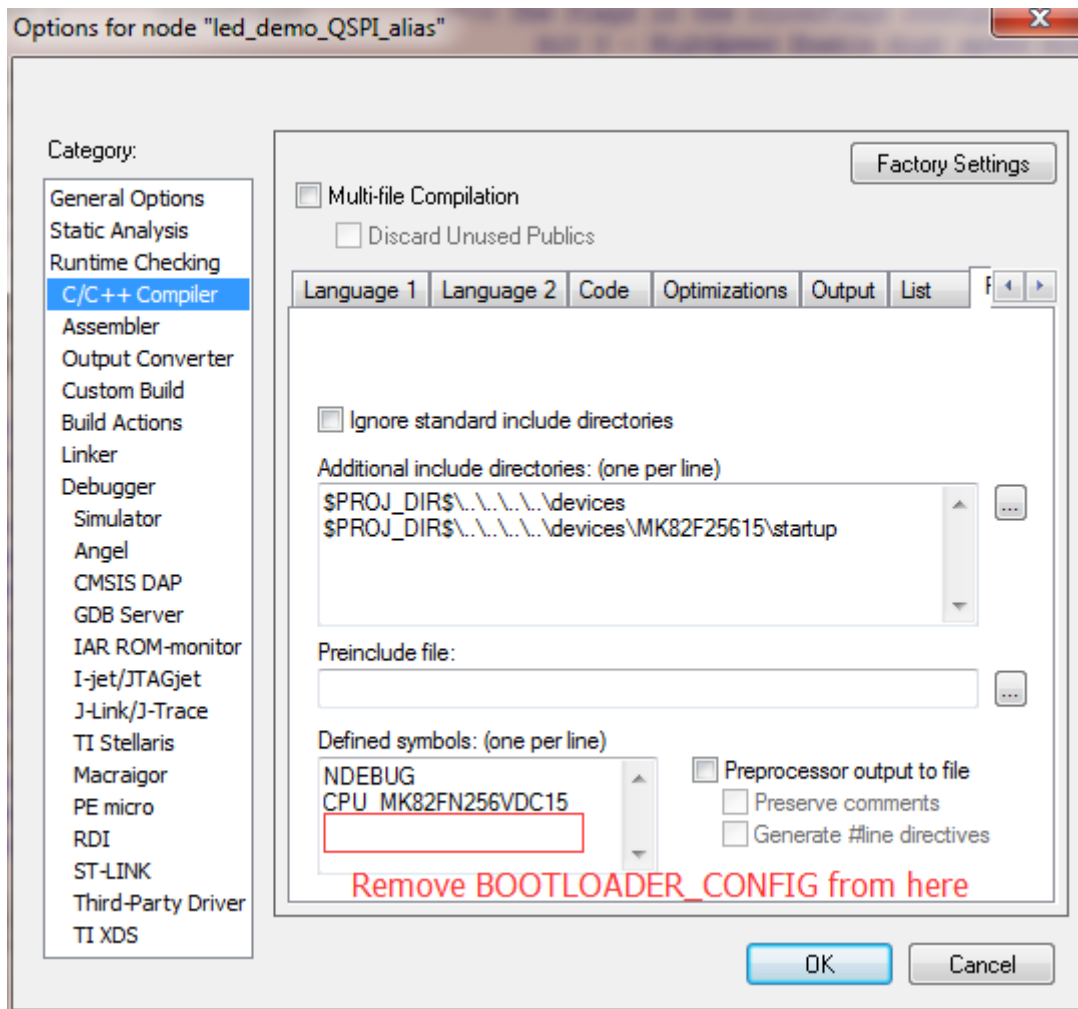 Options for node "led_demo_QSPI_alias"
Category:
General Options
Static Analysis
Runtime Checking
C/C++ Compiler
Assembler
Output Converter
Custom Build
Build Actions
Linker
Debugger
Simulator
Angel
CMSIS DAP
GDB Server
IAR ROM-monitor
I-jet/JTAGjet
J-Link/J-Trace
TI Stellaris
Macraigor
PE micro
RDI
ST-LINK
Third-Party Driver
TI XDS
Factory Settings
Multi-file Compilation
Discard Unused Publics
Language 1 Language 2 Code Optimizations Output List
Ignore standard include directories
Additional include directories: (one per line)
$PROJ_DIR$\..\..\..\..\devices
$PROJ_DIR$\..\..\..\..\devices\MK82F25615\startup
...
Preinclude file:
...
Defined symbols: (one per line)
NDEBUG
CPU_MK82FN256VDC15
Preprocessor output to file
Preserve comments
Generate #line directives
Remove BOOTLOADER_CONFIG from here
OK Cancel